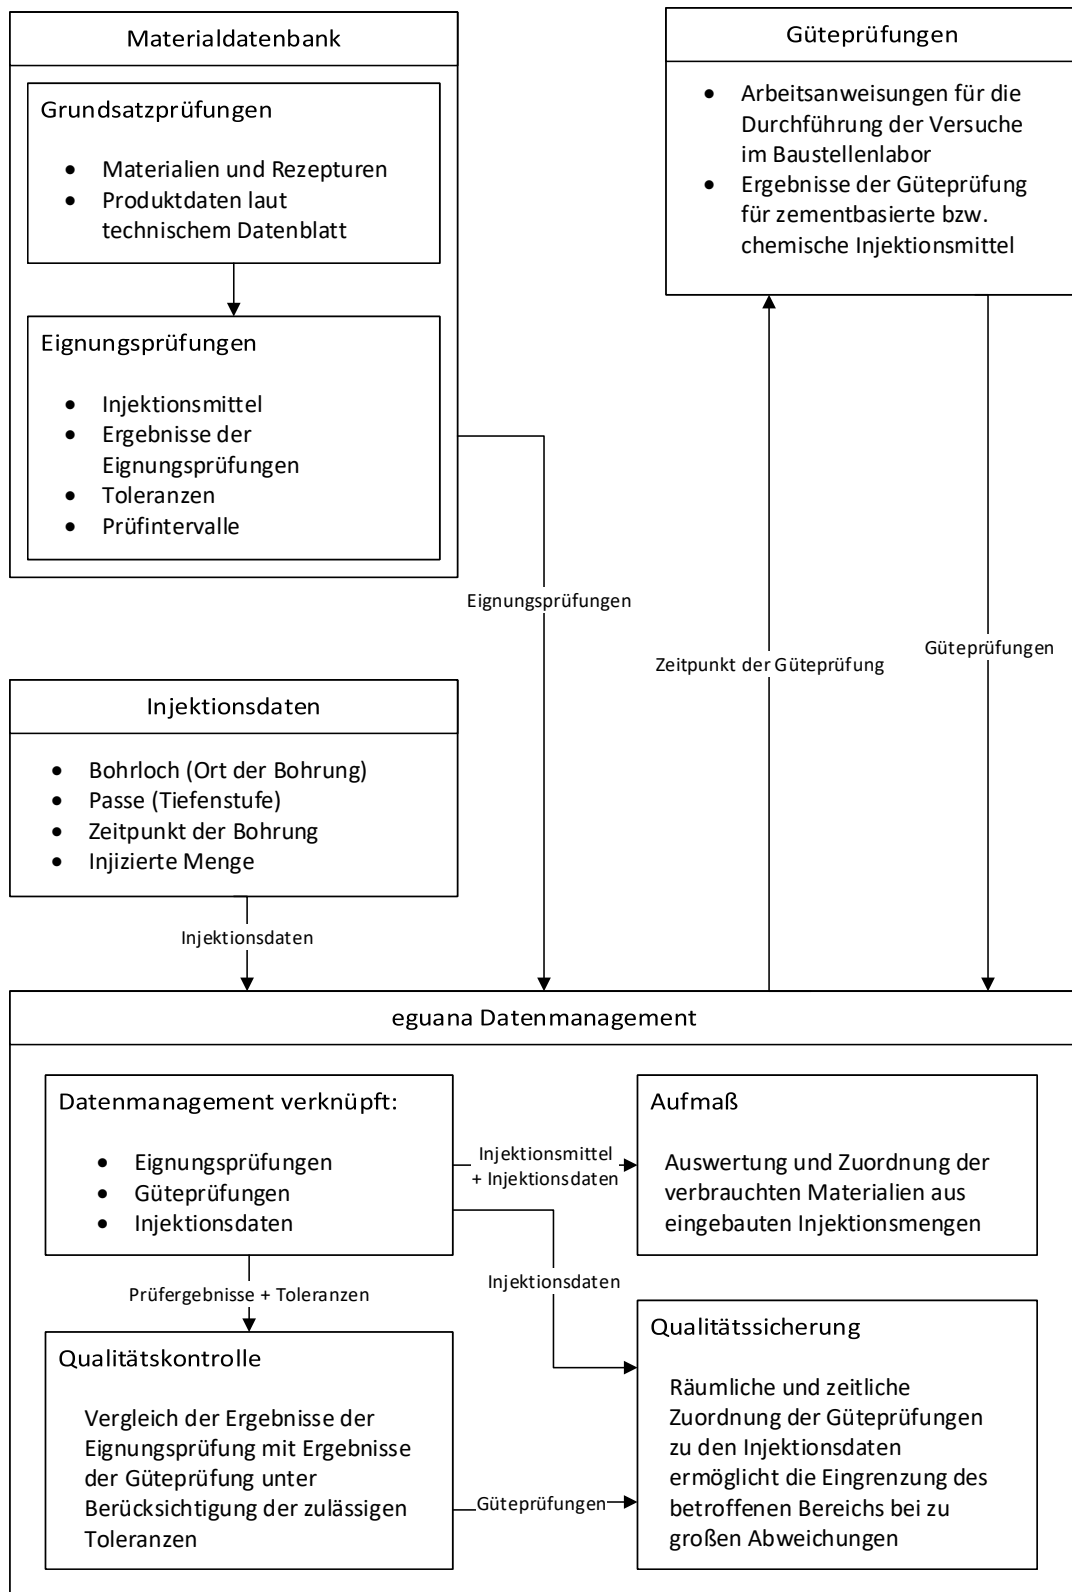 Materialdatenbank
Grundsatzprüfungen
• Materialien und Rezepturen
• Produktdaten laut
technischem Datenblatt
Eignungsprüfungen
• Injektionsmittel
• Ergebnisse der
Eignungsprüfungen
• Toleranzen
• Prüfintervalle
Güteprüfungen
• Arbeitsanweisungen für die
Durchführung der Versuche
im Baustellenlabor
• Ergebnisse der Güteprüfung
für zementbasierte bzw.
chemische Injektionsmittel
Eignungsprüfungen
Zeitpunkt der Güteprüfung
Güteprüfungen
Injektionsdaten
• Bohrloch (Ort der Bohrung)
• Passe (Tiefenstufe)
• Zeitpunkt der Bohrung
• Injizierte Menge
Injektionsdaten
eguana Datenmanagement
Datenmanagement verknüpft:
• Eignungsprüfungen
• Güteprüfungen
• Injektionsdaten
Injektionsmittel
+ Injektionsdaten
Aufmaß
Auswertung und Zuordnung der
verbrauchten Materialien aus
eingebauten Injektionsmengen
Injektionsdaten
Prüfergebnisse + Toleranzen
Qualitätskontrolle
Vergleich der Ergebnisse der
Eignungsprüfung mit Ergebnisse
der Güteprüfung unter
Berücksichtigung der zulässigen
Toleranzen
Güteprüfungen
Qualitätssicherung
Räumliche und zeitliche
Zuordnung der Güteprüfungen
zu den Injektionsdaten
ermöglicht die Eingrenzung des
betroffenen Bereichs bei zu
großen Abweichungen